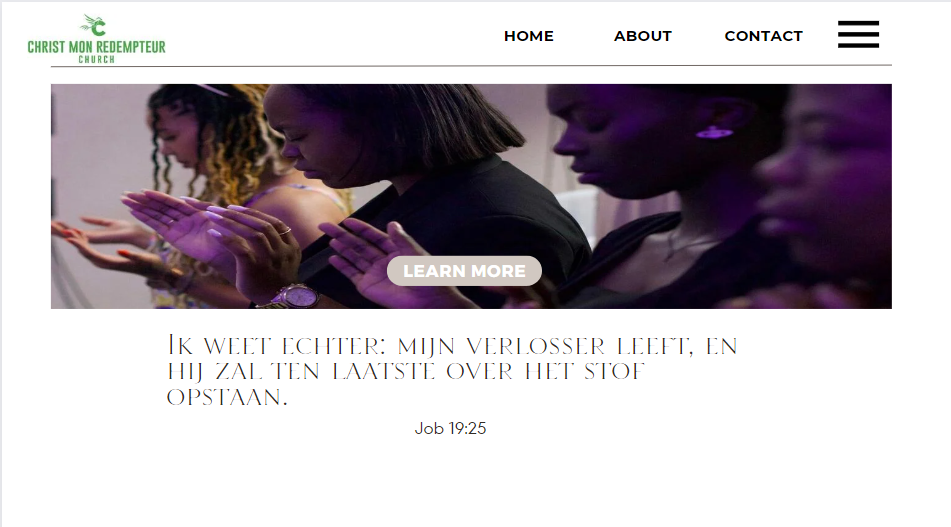 CHRIST MON REDEMPTEUR
CHURCH
HOME ABOUT CONTACT
LEARN MORE
Ik weet echter: mijn verlosser leeft, en
hij zal ten laatste over het stof
opstaan.
Job 19:25